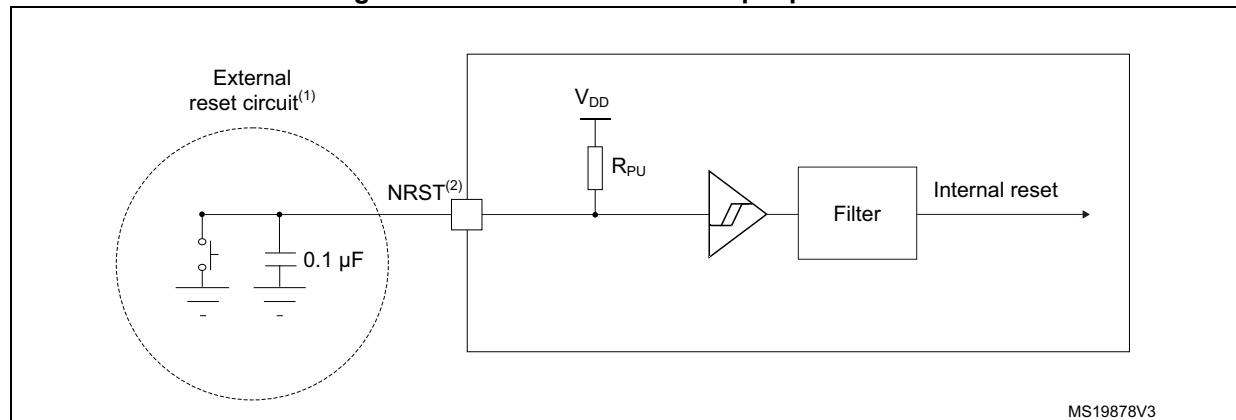 External
reset circuit(1)
VDD
RPU
NRST(2)
Filter
Internal reset
0.1 µF
MS19878V3